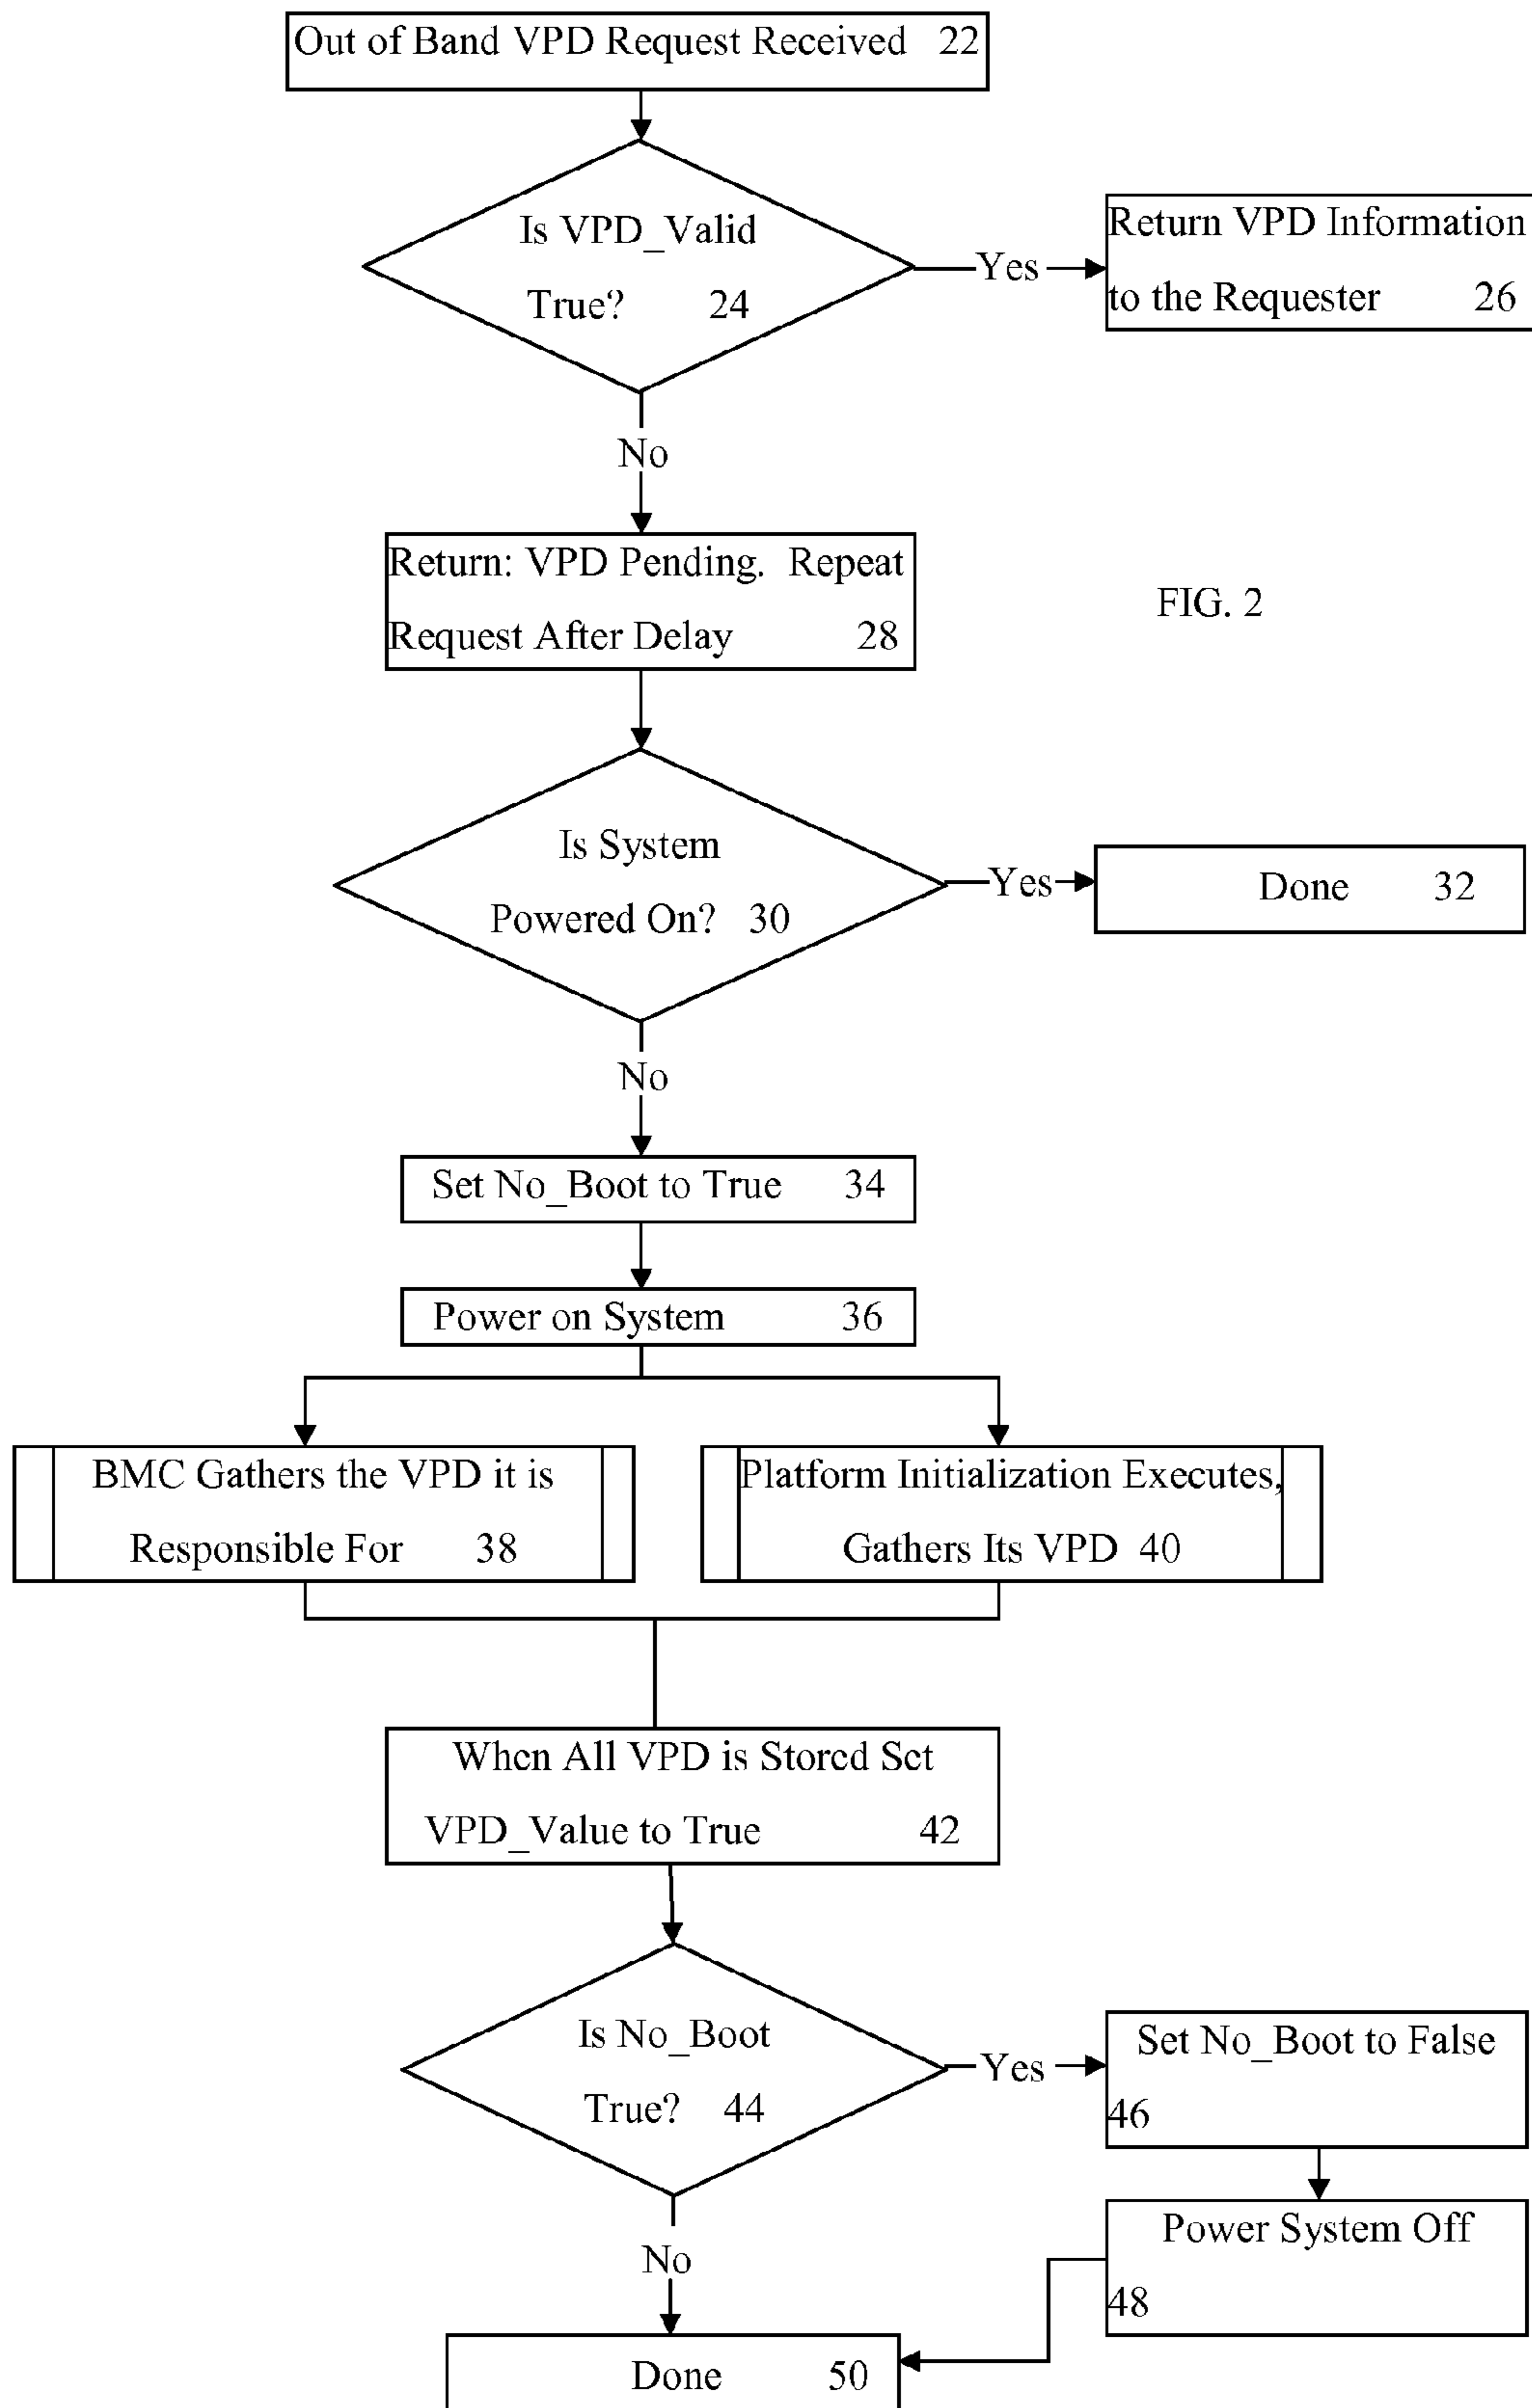 Out of Band VPD Request Received 22
Is VPD_Valid
True? 24
Yes
Return VPD Information
to the Requester 26
No
Return: VPD Pending. Repeat
Request After Delay 28
FIG. 2
Is System
Powered On? 30
Yes
Done 32
No
Set No_Boot to True 34
Power on System 36
BMC Gathers the VPD it is
Responsible For 38
Platform Initialization Executes,
Gathers Its VPD 40
When All VPD is Stored Set
VPD_Value to True 42
Is No_Boot
True? 44
Yes
Set No_Boot to False
46
Power System Off
48
No
Done 50